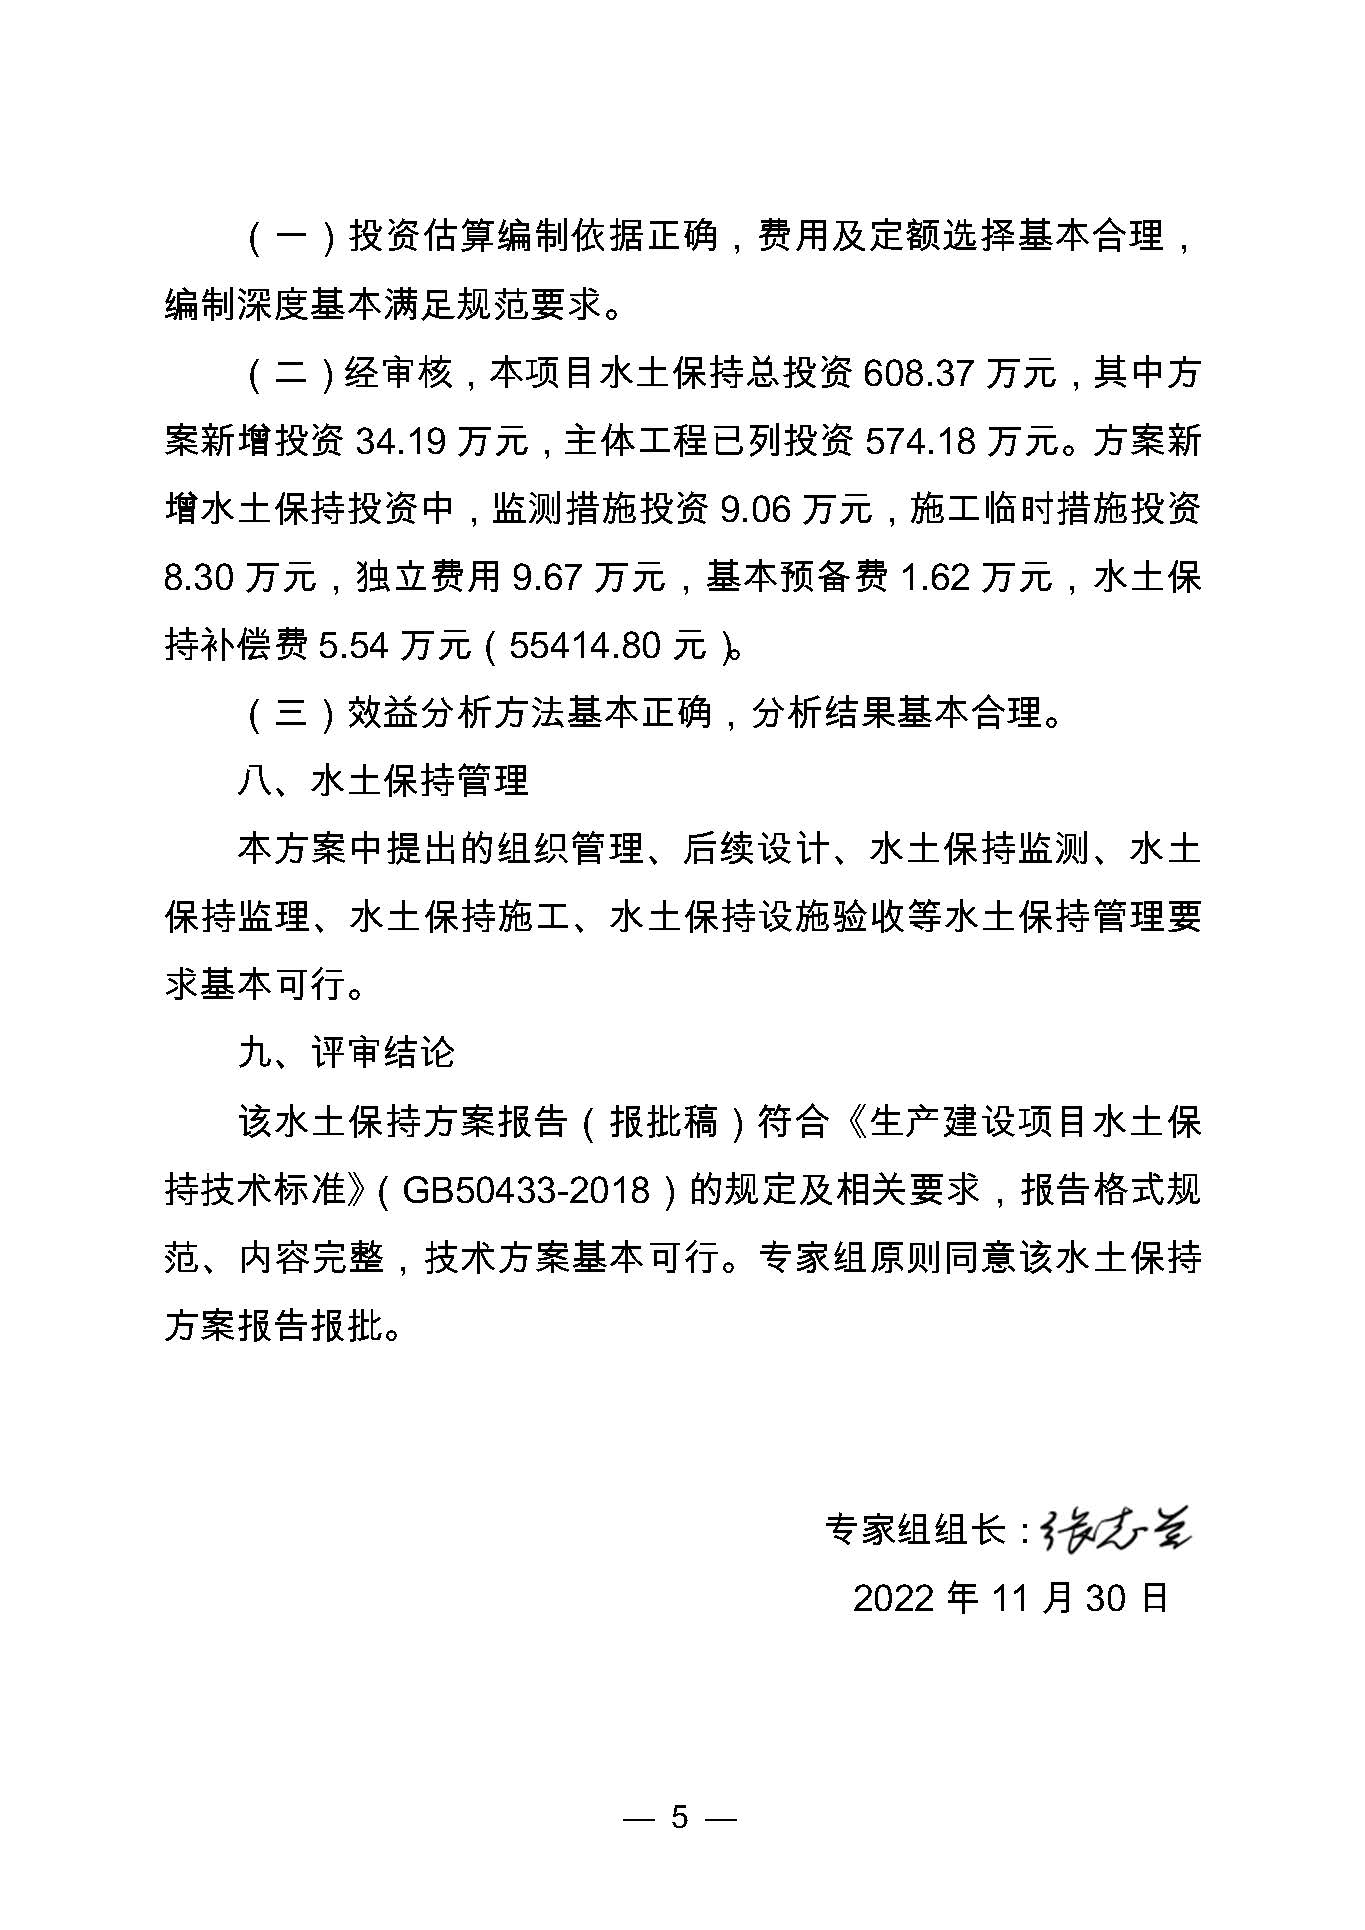 （一）投资估算编制依据正确，费用及定额选择基本合理，
编制深度基本满足规范要求。
（二）经审核，本项目水土保持总投资 608.37 万元，其中方
案新增投资 34.19 万元，主体工程已列投资 574.18 万元。方案新
增水土保持投资中，监测措施投资 9.06 万元，施工临时措施投资
8.30 万元，独立费用 9.67 万元，基本预备费 1.62 万元，水土保
持补偿费 5.54 万元（55414.80 元）。
（三）效益分析方法基本正确，分析结果基本合理。
八、水土保持管理
本方案中提出的组织管理、后续设计、水土保持监测、水土
保持监理、水土保持施工、水土保持设施验收等水土保持管理要
求基本可行。
九、评审结论
该水土保持方案报告（报批稿）符合《生产建设项目水土保
持技术标准》（GB50433-2018）的规定及相关要求，报告格式规
范、内容完整，技术方案基本可行。专家组原则同意该水土保持
方案报告报批。
专家组组长：张志兰
2022 年 11 月 30 日
— 5 —